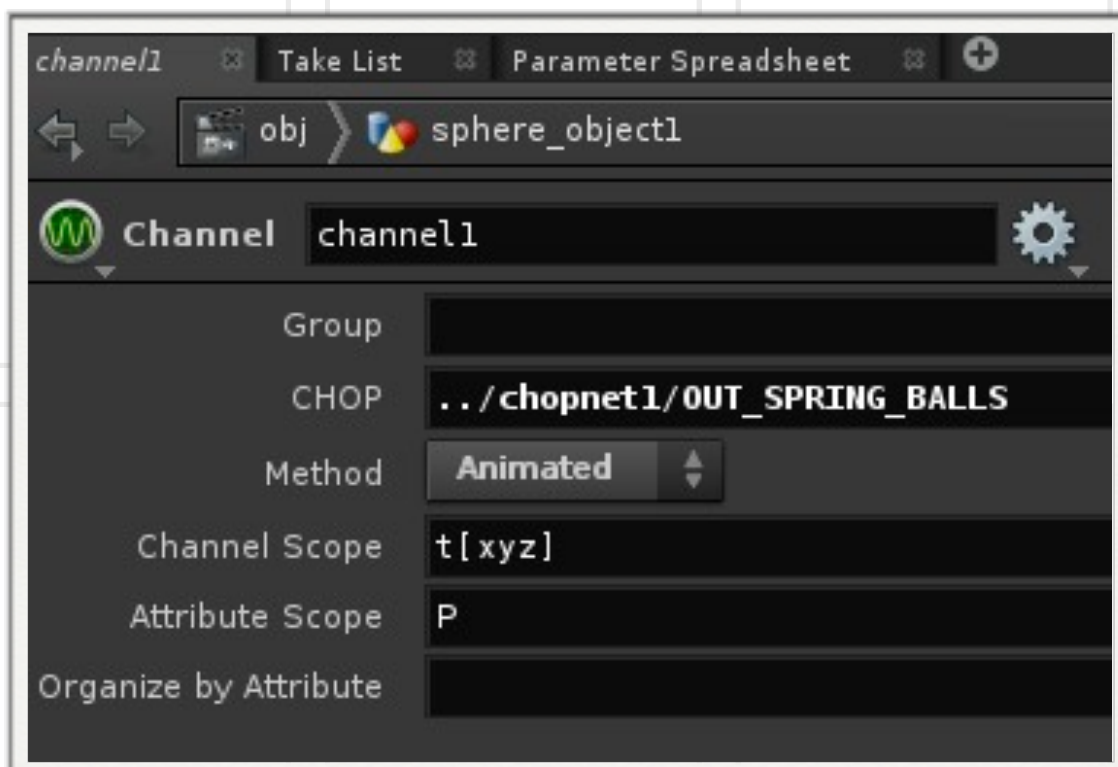 channel1 Take List Parameter Spreadsheet
obj sphere_object1
Channel channel1
Group
CHOP ../chopnet1/OUT_SPRING_BALLS
Method Animated
Channel Scope t[xyz]
Attribute Scope P
Organize by Attribute